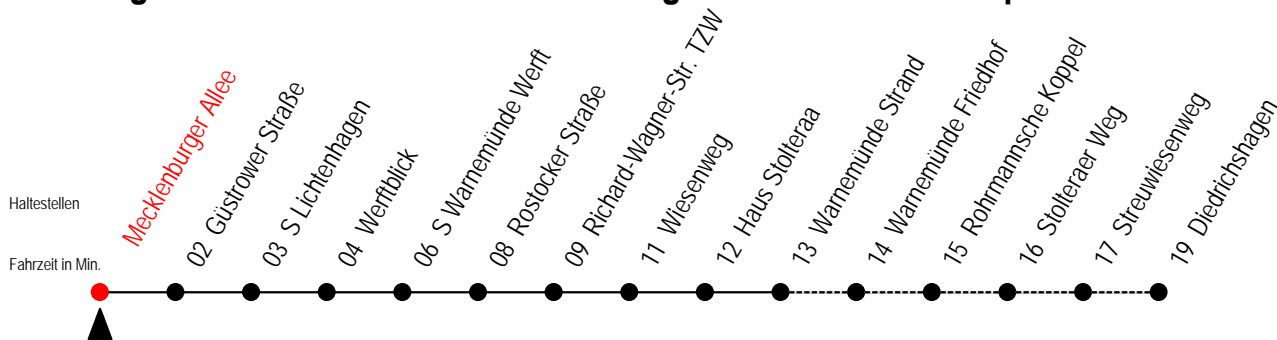 Haltestellen
Fahrzeit in Min.
Mecklenburger Allee
02 Güstrower Straße
03 S Lichtenhagen
04 Werftblick
06 S Warnemünde Werft
08 Rostocker Straße
09 Richard-Wagner-Str. TZW
11 Wiesenweg
12 Haus Stolteraa
13 Warnemünde Strand
14 Warnemünde Friedhof
15 Rohrmannsche Koppel
16 Stolteraer Weg
17 Streuwiesenweg
19 Diedrichshagen